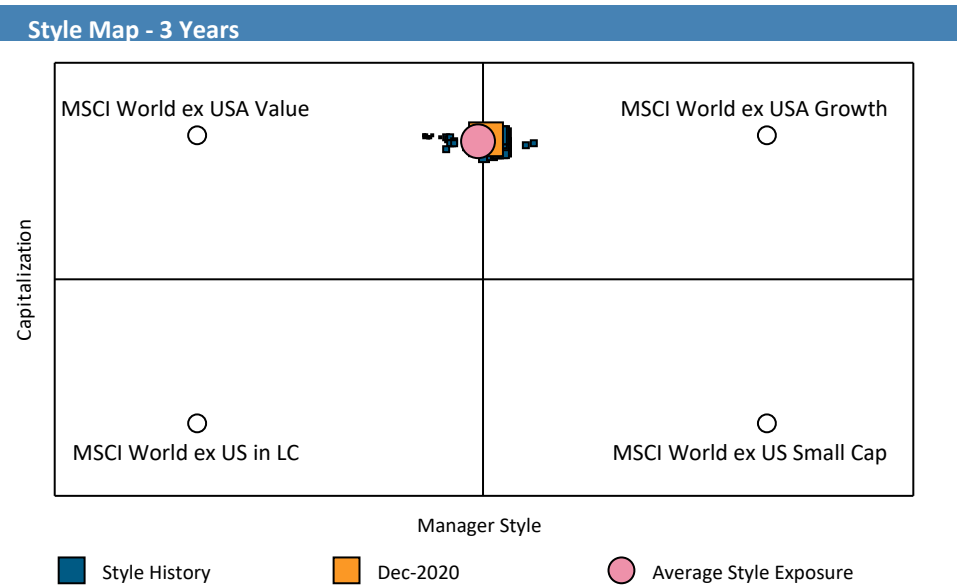 Style Map - 3 Years
MSCI World ex USA Value
MSCI World ex USA Growth
Capitalization
MSCI World ex US in LC
MSCI World ex US Small Cap
Manager Style
Style History
Dec-2020
Average Style Exposure